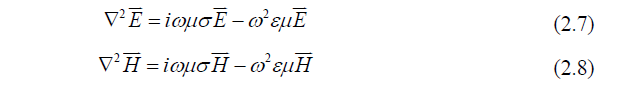 ∇²E̅ = iωμσE̅ − ω²εμE̅ (2.7)
∇²H̅ = iωμσH̅ − ω²εμH̅ (2.8)